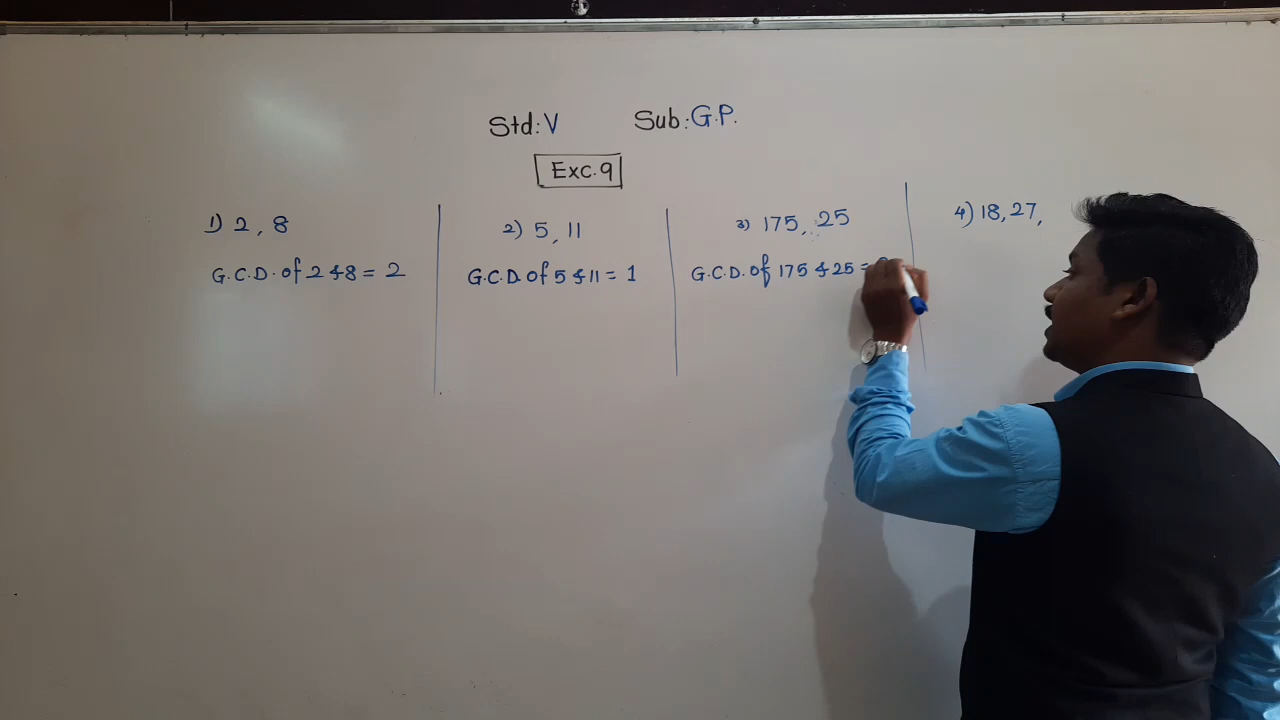 Std: V Sub: G.P.
Exc. 9
1) 2, 8
G.C.D. of 2 & 8 = 2
2) 5, 11
G.C.D. of 5 & 11 = 1
3) 175, 25
G.C.D. of 175 & 25 =
4) 18, 27,